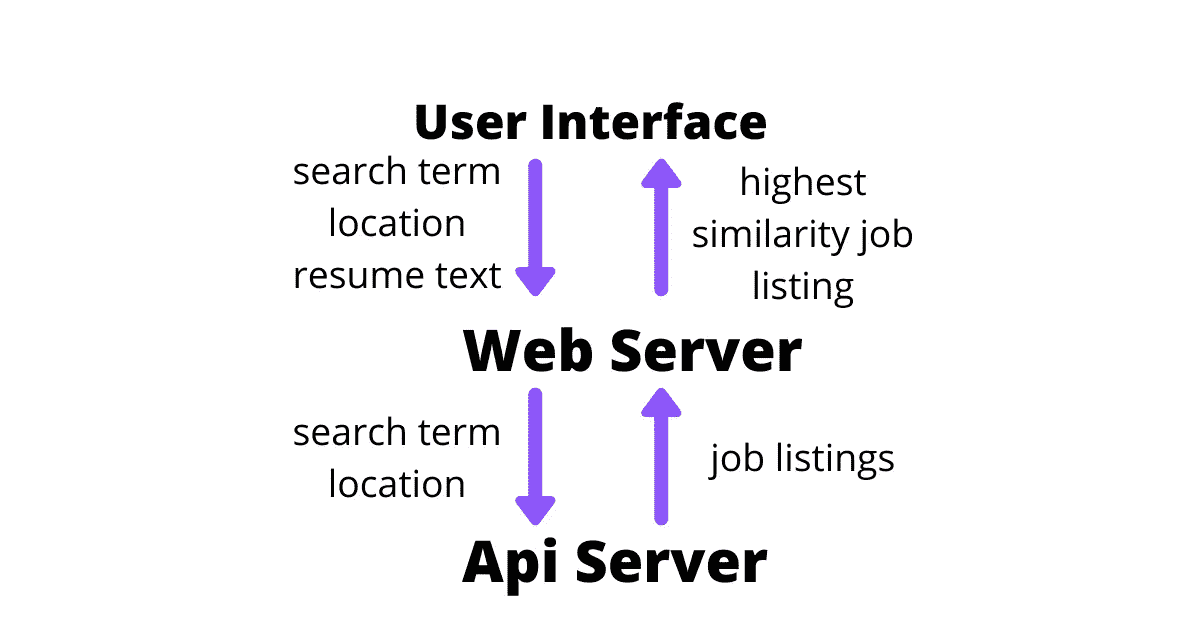 User Interface
search term
location
resume text
highest
similarity job
listing
Web Server
search term
location
job listings
Api Server